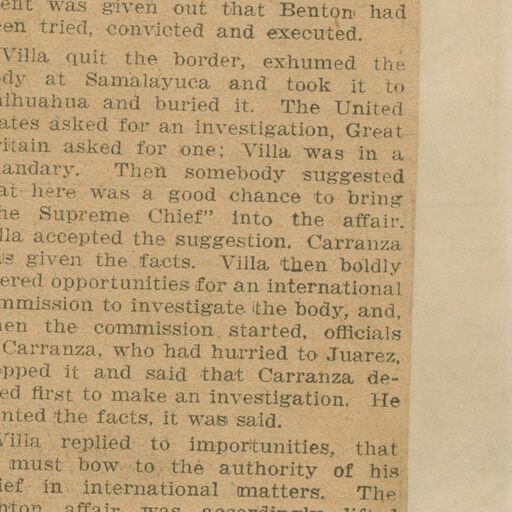 ent was given out that Benton had
een tried, convicted and executed.
Villa quit the border, exhumed the
dy at Samalayuca and took it to
hihuahua and buried it. The United
ates asked for an investigation, Great
ritain asked for one; Villa was in a
andary. Then somebody suggested
at here was a good chance to bring
he Supreme Chief" into the affair.
lla accepted the suggestion. Carranza
s given the facts. Villa then boldly
ered opportunities for an international
mmission to investigate the body, and,
hen the commission started, officials
Carranza, who had hurried to Juarez,
pped it and said that Carranza de-
ed first to make an investigation. He
nted the facts, it was said.
Villa replied to importunities, that
must bow to the authority of his
ief in international matters. The
nton affair was accordingly lifted